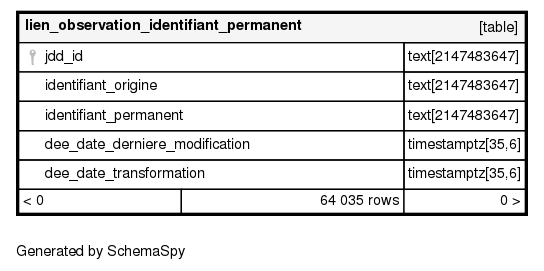 lien_observation_identifiant_permanent [table]
jdd_id text[2147483647]
identifiant_origine text[2147483647]
identifiant_permanent text[2147483647]
dee_date_derniere_modification timestamptz[35,6]
dee_date_transformation timestamptz[35,6]
< 0 64 035 rows 0 >
Generated by SchemaSpy